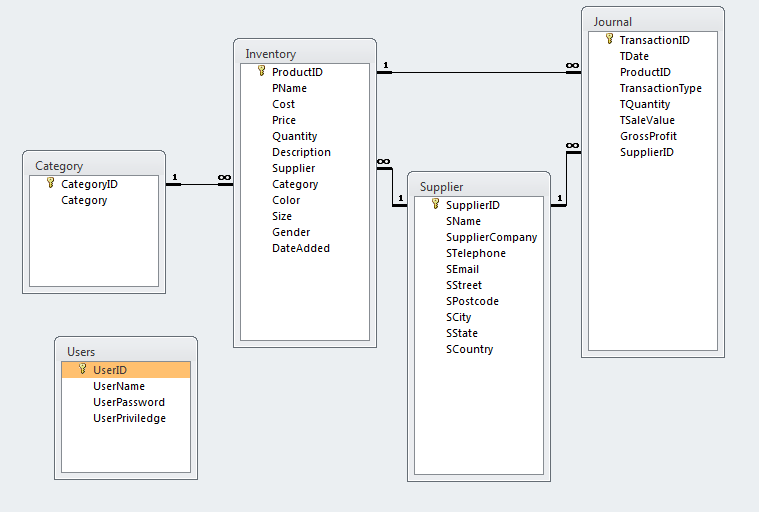 Category
CategoryID
Category
Users
UserID
UserName
UserPassword
UserPriviledge
Inventory
ProductID
PName
Cost
Price
Quantity
Description
Supplier
Category
Color
Size
Gender
DateAdded
Supplier
SupplierID
SName
SupplierCompany
STelephone
SEmail
SStreet
SPostcode
SCity
SState
SCountry
Journal
TransactionID
TDate
ProductID
TransactionType
TQuantity
TSaleValue
GrossProfit
SupplierID
1
∞
1
∞
∞
1
1
∞